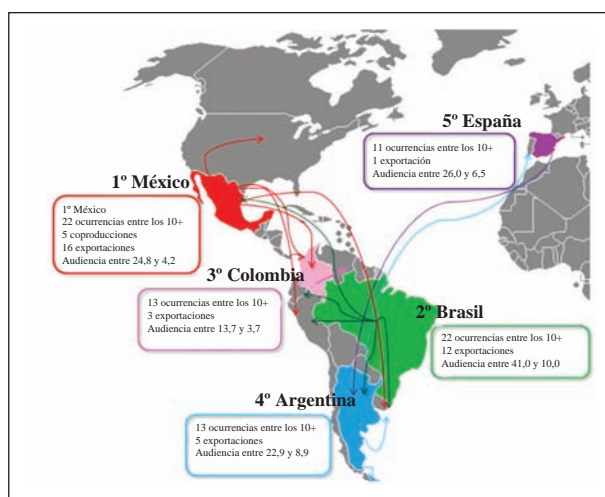 5º España
11 ocurrencias entre los 10+
1 exportación
Audiencia entre 26,0 y 6,5
1º México
1º México
22 ocurrencias entre los 10+
5 coproducciones
16 exportaciones
Audiencia entre 24,8 y 4,2
3º Colombia
13 ocurrencias entre los 10+
3 exportaciones
Audiencia entre 13,7 y 3,7
2º Brasil
22 ocurrencias entre los 10+
12 exportaciones
Audiencia entre 41,0 y 10,0
4º Argentina
13 ocurrencias entre los 10+
5 exportaciones
Audiencia entre 22,9 y 8,9